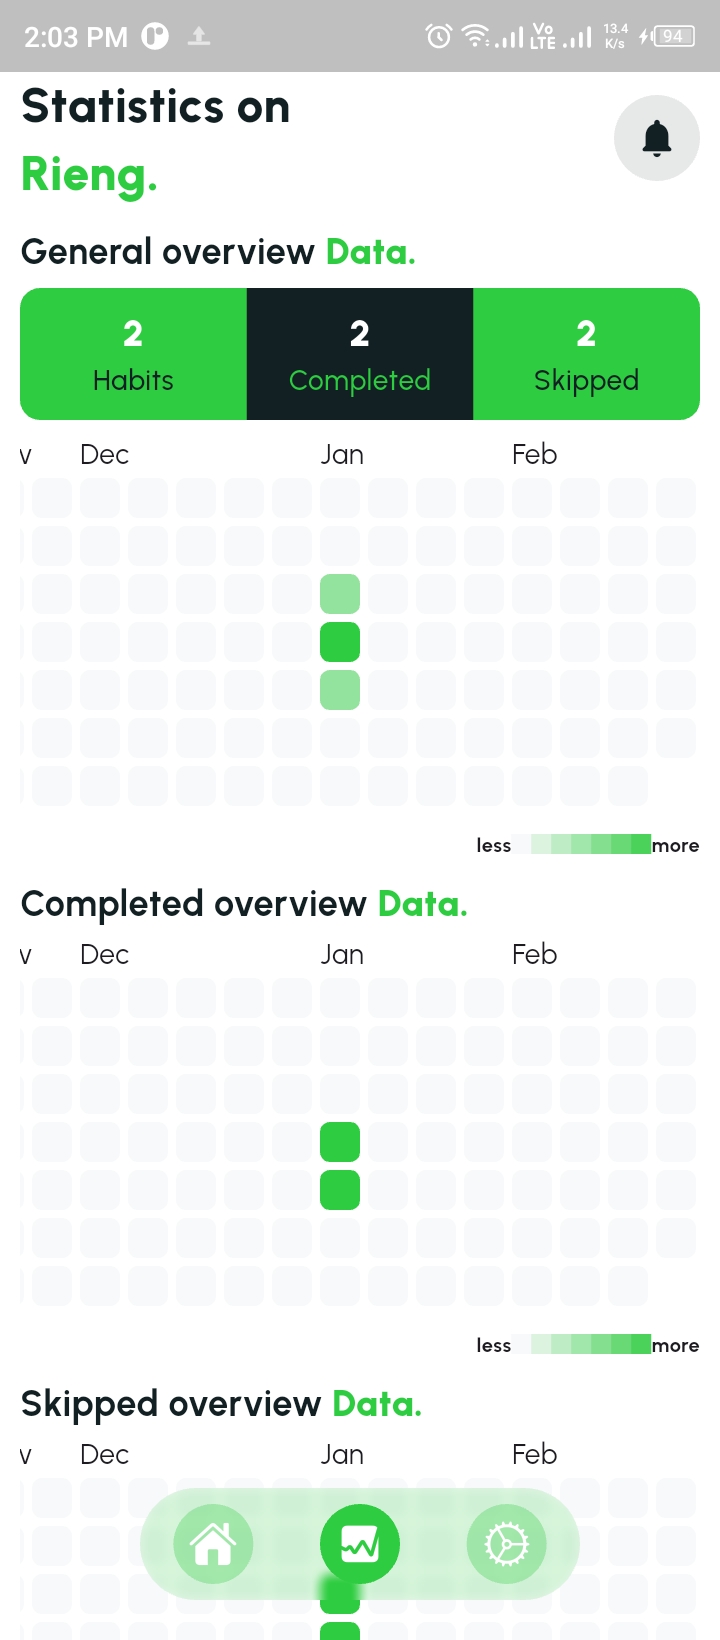 2:03 PM
Vo
LTE
13.4
K/s
94
Statistics on
Rieng.
General overview Data.
2
Habits
2
Completed
2
Skipped
v Dec Jan Feb
less more
Completed overview Data.
v Dec Jan Feb
less more
Skipped overview Data.
v Dec Jan Feb